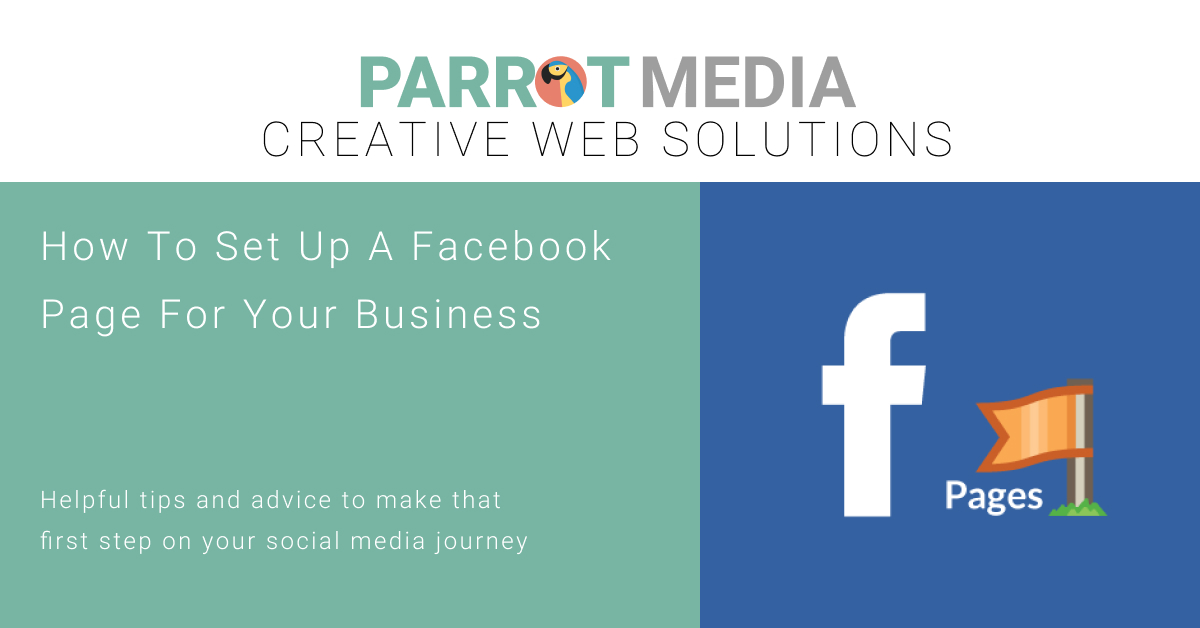 PARROT MEDIA
CREATIVE WEB SOLUTIONS
How To Set Up A Facebook
Page For Your Business
Helpful tips and advice to make that
first step on your social media journey
f
Pages